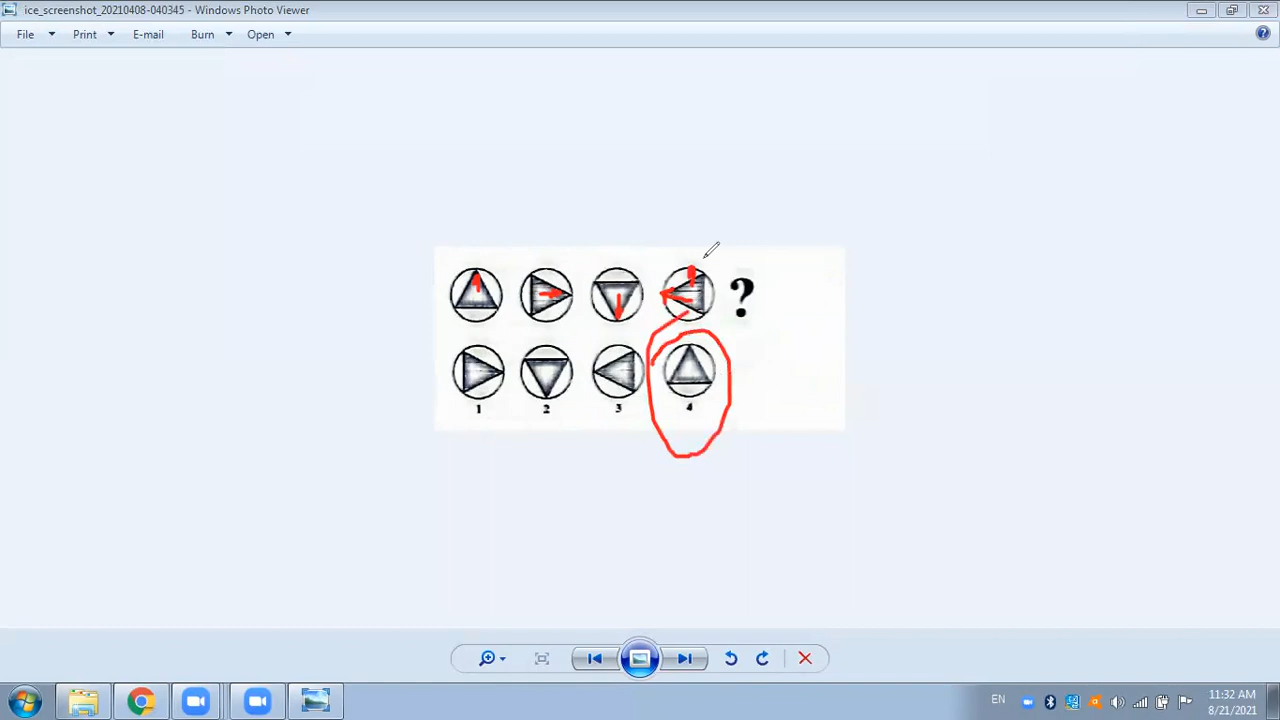 ice_screenshot_20210408-040345 - Windows Photo Viewer
File Print E-mail Burn Open
?
1 2 3 4
EN
11:32 AM
8/21/2021